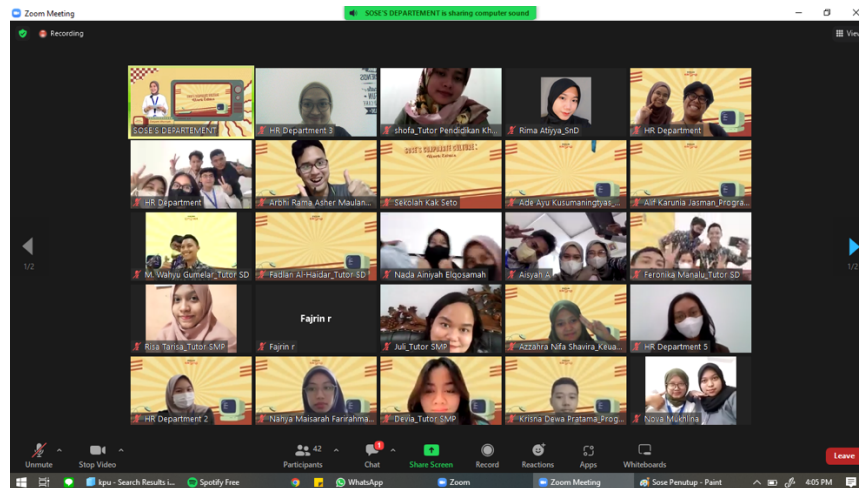 Zoom Meeting
SOSE'S DEPARTEMENT is sharing computer sound
Recording
View
SOSE'S DEPARTEMENT
HR Department 3
shofa_Tutor Pendidikan Kh...
Rima Atiyya_SnD
HR Department
HR Department
Arbhi Rama Asher Maulan...
SOSE'S CORPORATE CULTURE:
Sekolah Kak Seto
Ade Ayu Kusumaningtyas_...
Alif Karunia Jasman_Progra...
1/2
M. Wahyu Gumelar_Tutor SD
Fadlan Al-Haidar_Tutor SD
Nada Ainiyah Elqosamah
Aisyah A
Feronika Manalu_Tutor SD
1/2
Risa Tarisa_Tutor SMP
Fajrin r
Fajrin r
Juli_Tutor SMP
Azzahra Nifa Shavira_Keua...
HR Department 5
HR Department 2
Nahya Maisarah Farirahma...
Devia_Tutor SMP
Krisna Dewa Pratama_Prog...
Nova Mukhlina
Unmute
Stop Video
42
Participants
1
Chat
Share Screen
Record
Reactions
Apps
Whiteboards
Leave
kpu - Search Results i...
Spotify Free
WhatsApp
Zoom
Zoom Meeting
Sose Penutup - Paint
4:05 PM